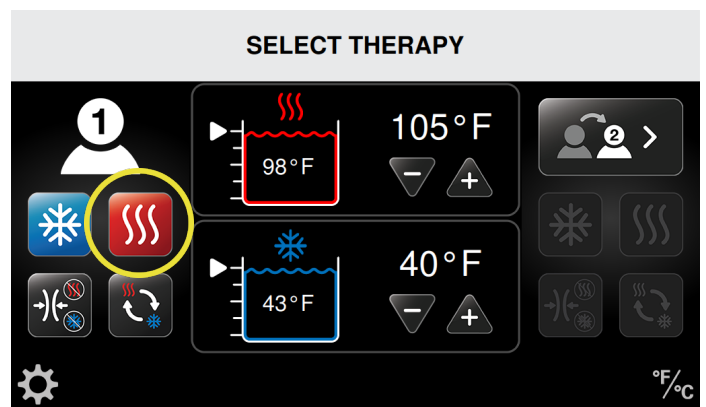 SELECT THERAPY
1
98°F
105°F
− +
2
43°F
40°F
− +
°F/°C